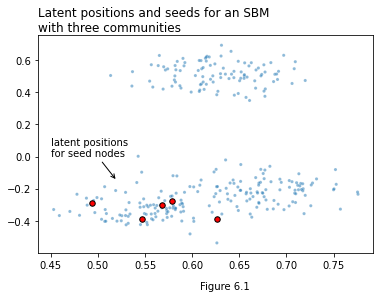 Latent positions and seeds for an SBM
with three communities
0.6
0.4
0.2
0.0
−0.2
−0.4
latent positions
for seed nodes
0.45 0.50 0.55 0.60 0.65 0.70 0.75
Figure 6.1